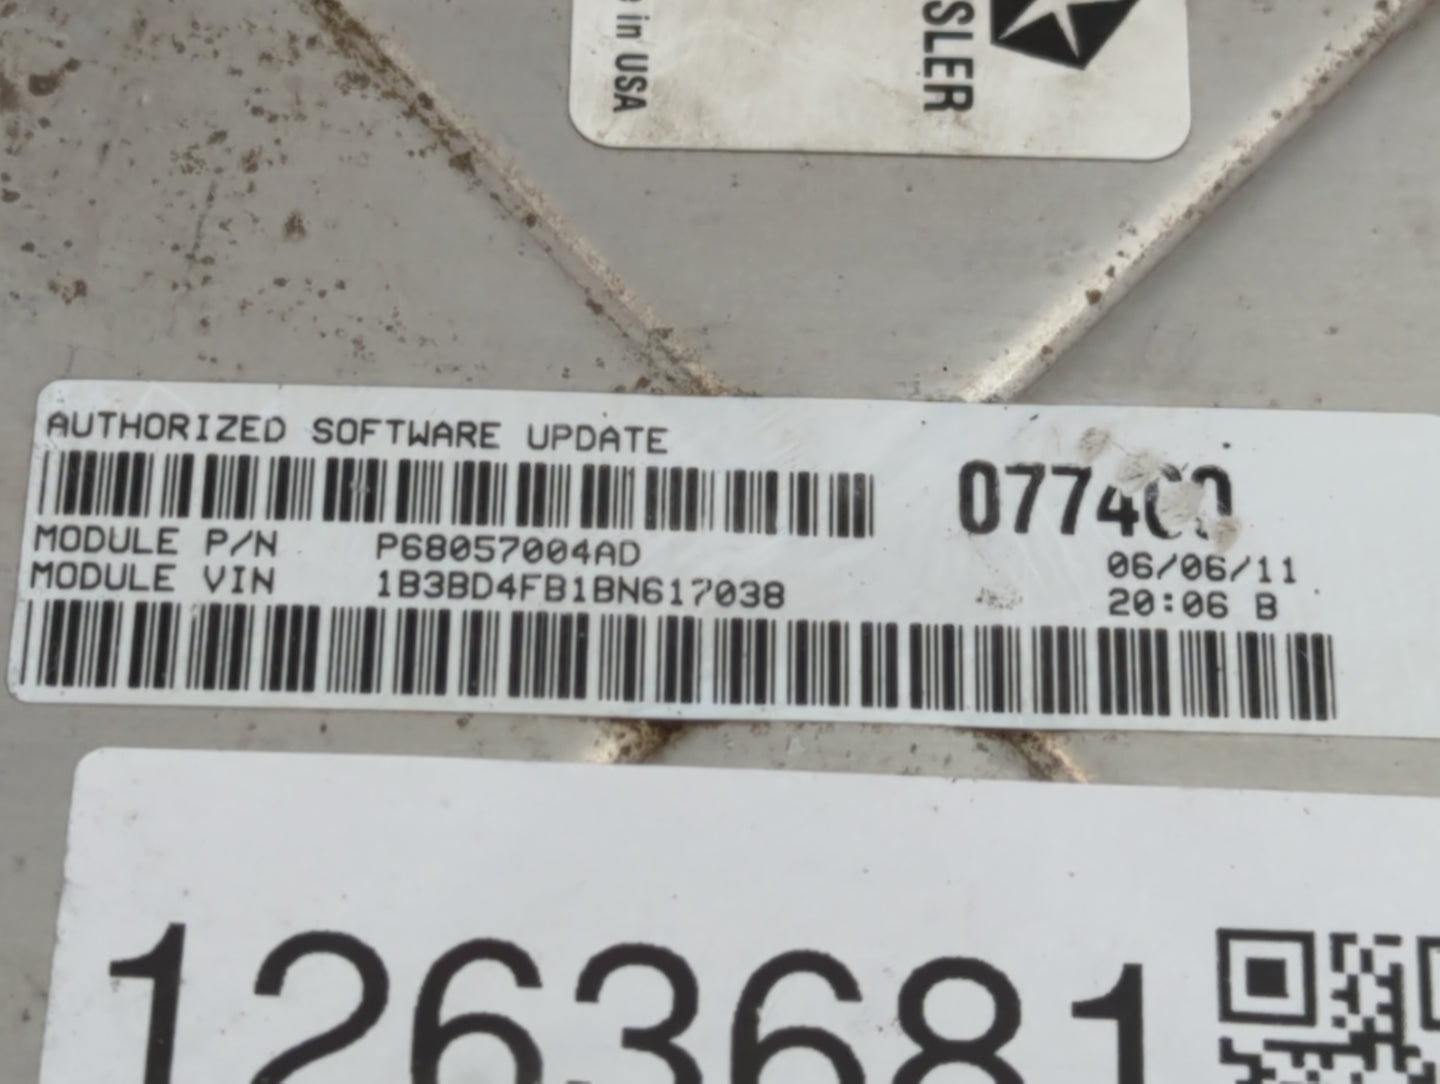 in USA
SLER
AUTHORIZED SOFTWARE UPDATE
MODULE P/N P68057004AD
06/06/11
MODULE VIN 1B3BD4FB1BN617038
20:06 B
1263681